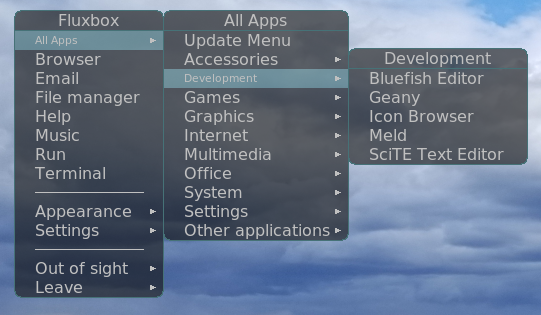 Fluxbox
All Apps
Browser
Email
File manager
Help
Music
Run
Terminal
Appearance
Settings
Out of sight
Leave
All Apps
Update Menu
Accessories
Development
Games
Graphics
Internet
Multimedia
Office
System
Settings
Other applications
Development
Bluefish Editor
Geany
Icon Browser
Meld
SciTE Text Editor